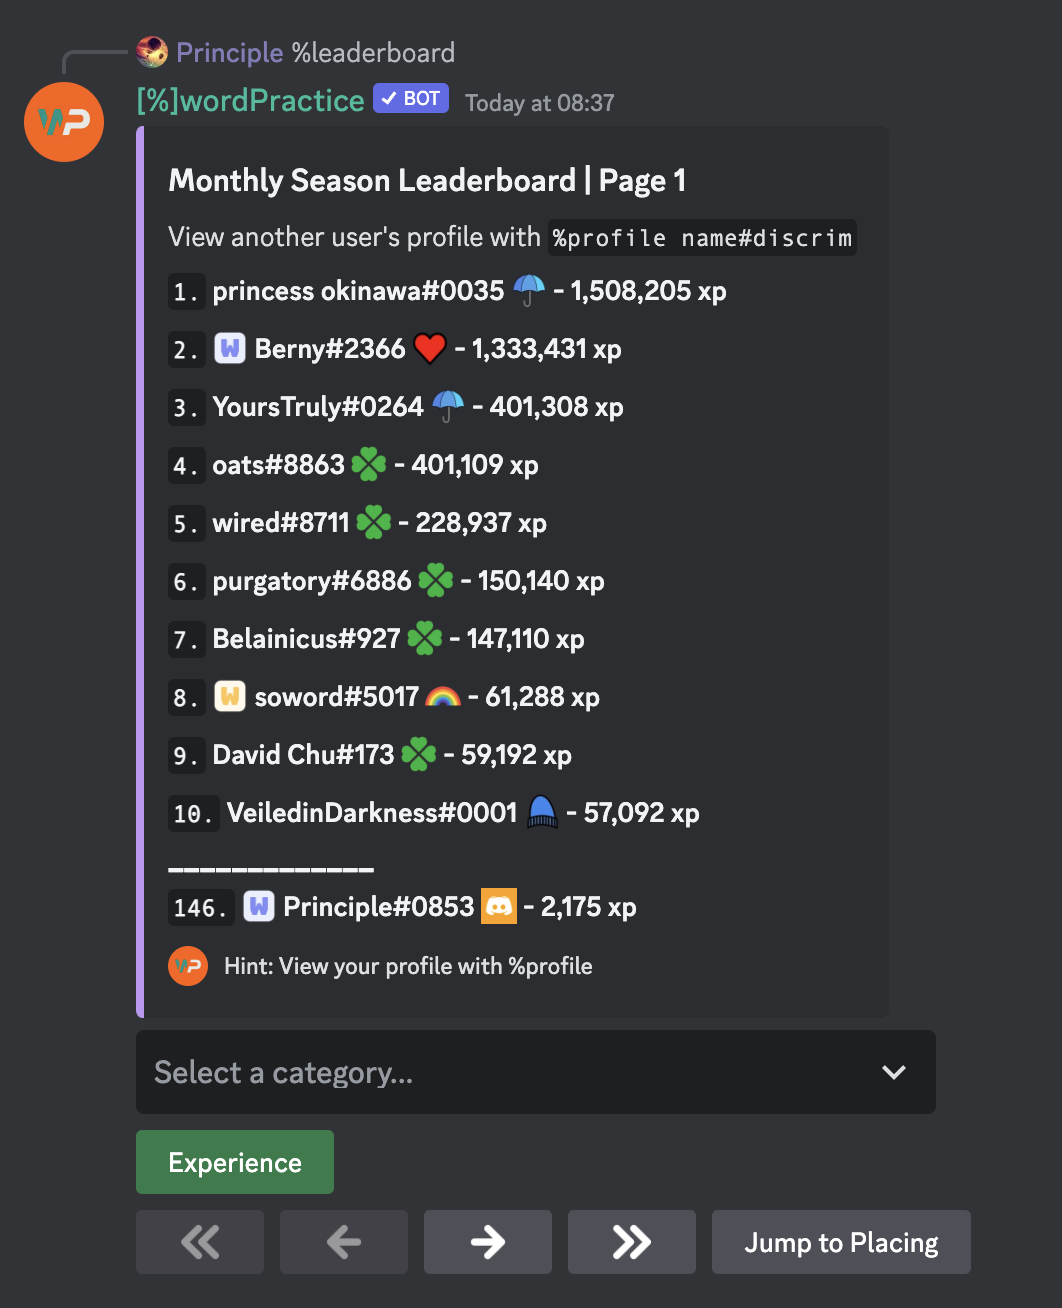 Principle %leaderboard
WP [%]wordPractice ✓ BOT Today at 08:37
Monthly Season Leaderboard | Page 1
View another user's profile with %profile name#discrim
1. princess okinawa#0035 ☂️ - 1,508,205 xp
2. W Berny#2366 ❤️ - 1,333,431 xp
3. YoursTruly#0264 ☂️ - 401,308 xp
4. oats#8863 🍀 - 401,109 xp
5. wired#8711 🍀 - 228,937 xp
6. purgatory#6886 🍀 - 150,140 xp
7. Belainicus#927 🍀 - 147,110 xp
8. W soword#5017 🌈 - 61,288 xp
9. David Chu#173 🍀 - 59,192 xp
10. VeiledinDarkness#0001 - 57,092 xp
_____________
146. W Principle#0853 - 2,175 xp
WP Hint: View your profile with %profile
Select a category...
Experience
Jump to Placing